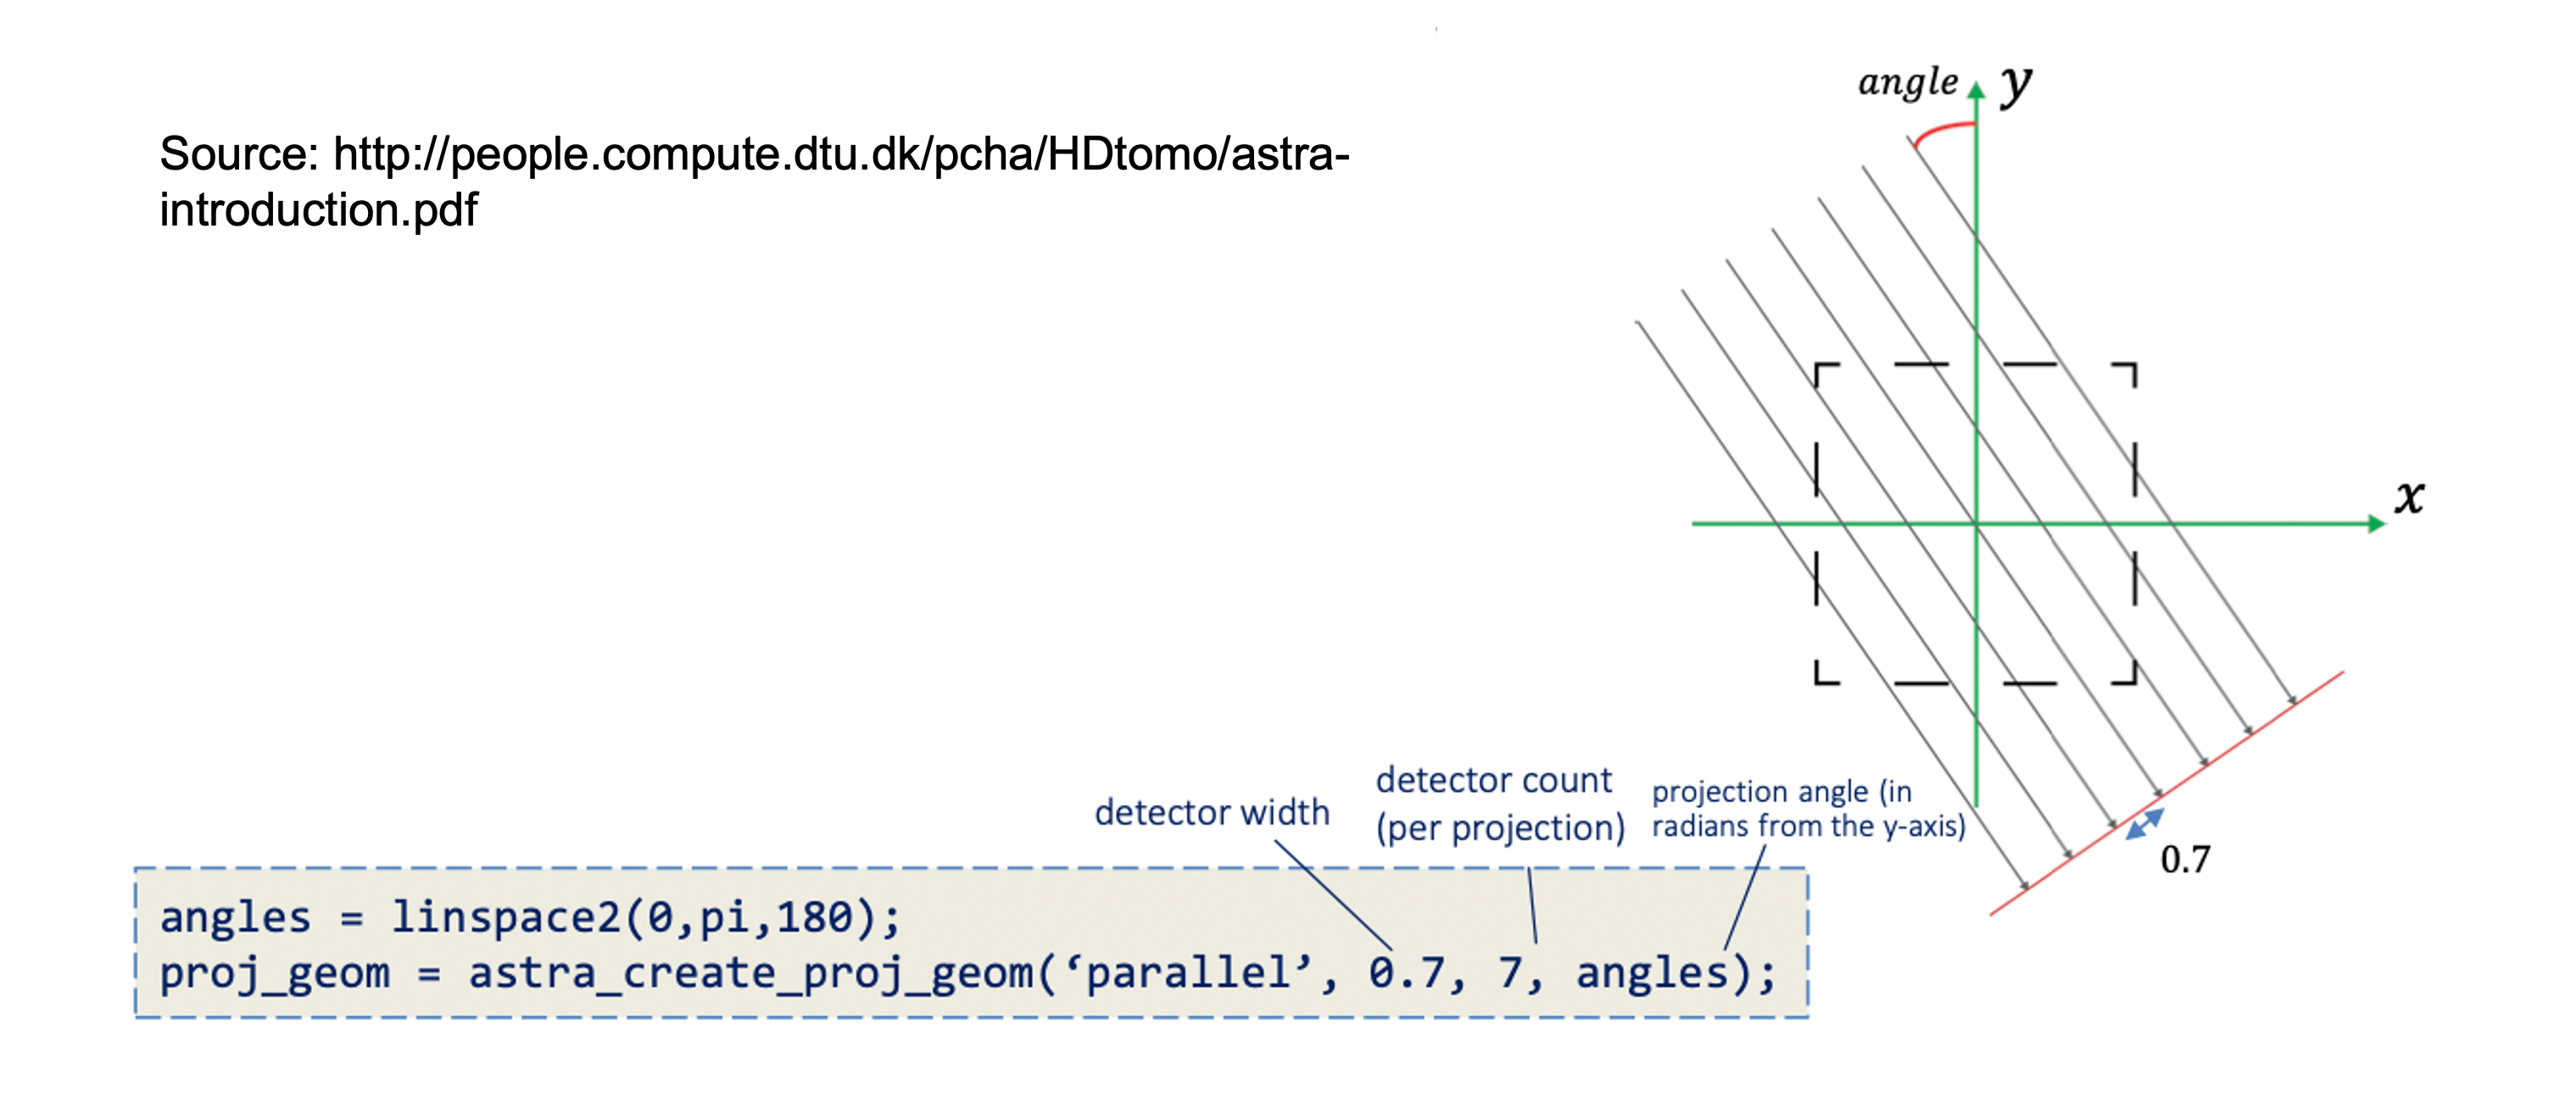 Source: http://people.compute.dtu.dk/pcha/HDtomo/astra-
introduction.pdf
angle
y
x
detector width
detector count
(per projection)
projection angle (in
radians from the y-axis)
0.7
angles = linspace2(0,pi,180);
proj_geom = astra_create_proj_geom(‘parallel’, 0.7, 7, angles);